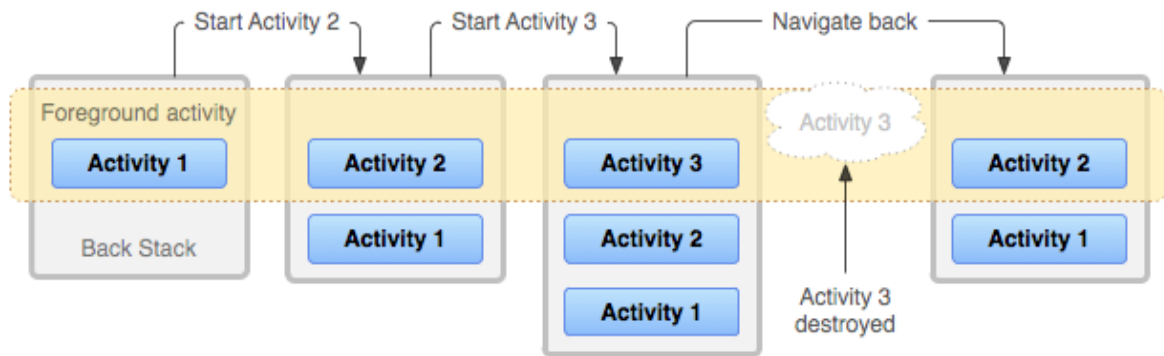 Start Activity 2
Start Activity 3
Navigate back
Foreground activity
Activity 1
Back Stack
Activity 2
Activity 1
Activity 3
Activity 2
Activity 1
Activity 3
Activity 3
destroyed
Activity 2
Activity 1